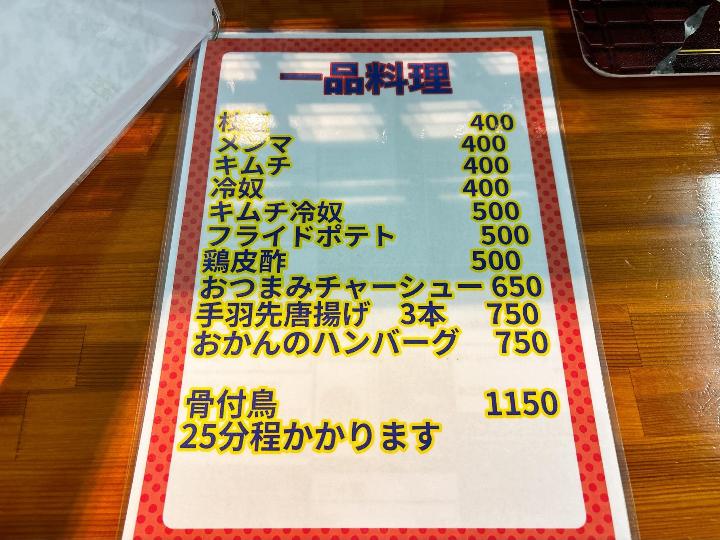 一品料理
枝豆 400
メンマ 400
キムチ 400
冷奴 400
キムチ冷奴 500
フライドポテト 500
鶏皮酢 500
おつまみチャーシュー 650
手羽先唐揚げ 3本 750
おかんのハンバーグ 750
骨付鳥 1150
25分程かかります